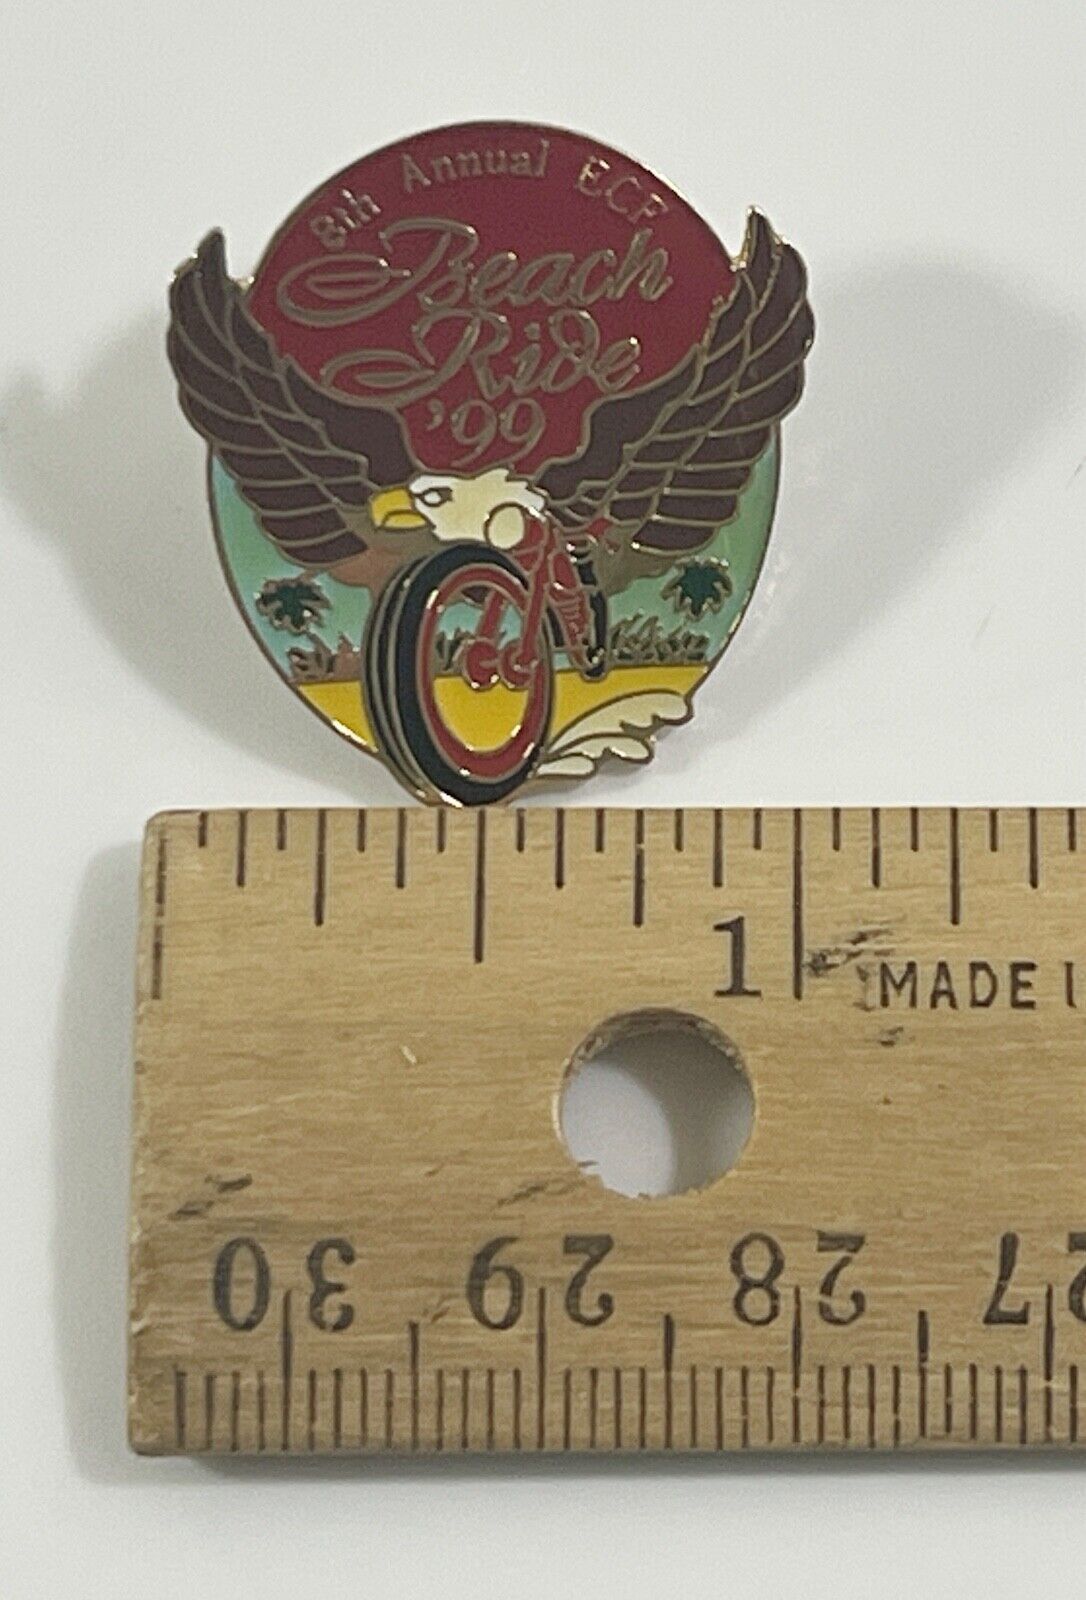 8th Annual ECF
Beach
Ride
'99
1
MADE
30 29 28 27